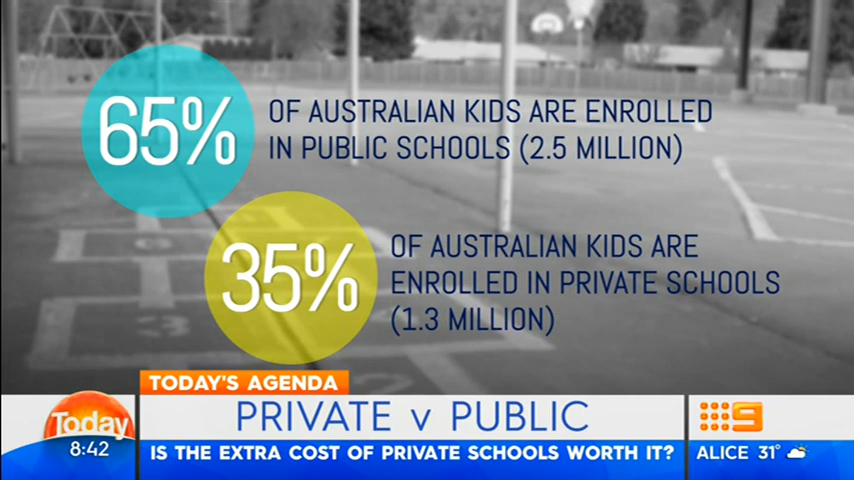 65%
OF AUSTRALIAN KIDS ARE ENROLLED
IN PUBLIC SCHOOLS (2.5 MILLION)
35%
OF AUSTRALIAN KIDS ARE
ENROLLED IN PRIVATE SCHOOLS
(1.3 MILLION)
TODAY'S AGENDA
PRIVATE v PUBLIC
Today
8:42
IS THE EXTRA COST OF PRIVATE SCHOOLS WORTH IT?
9
ALICE 31°